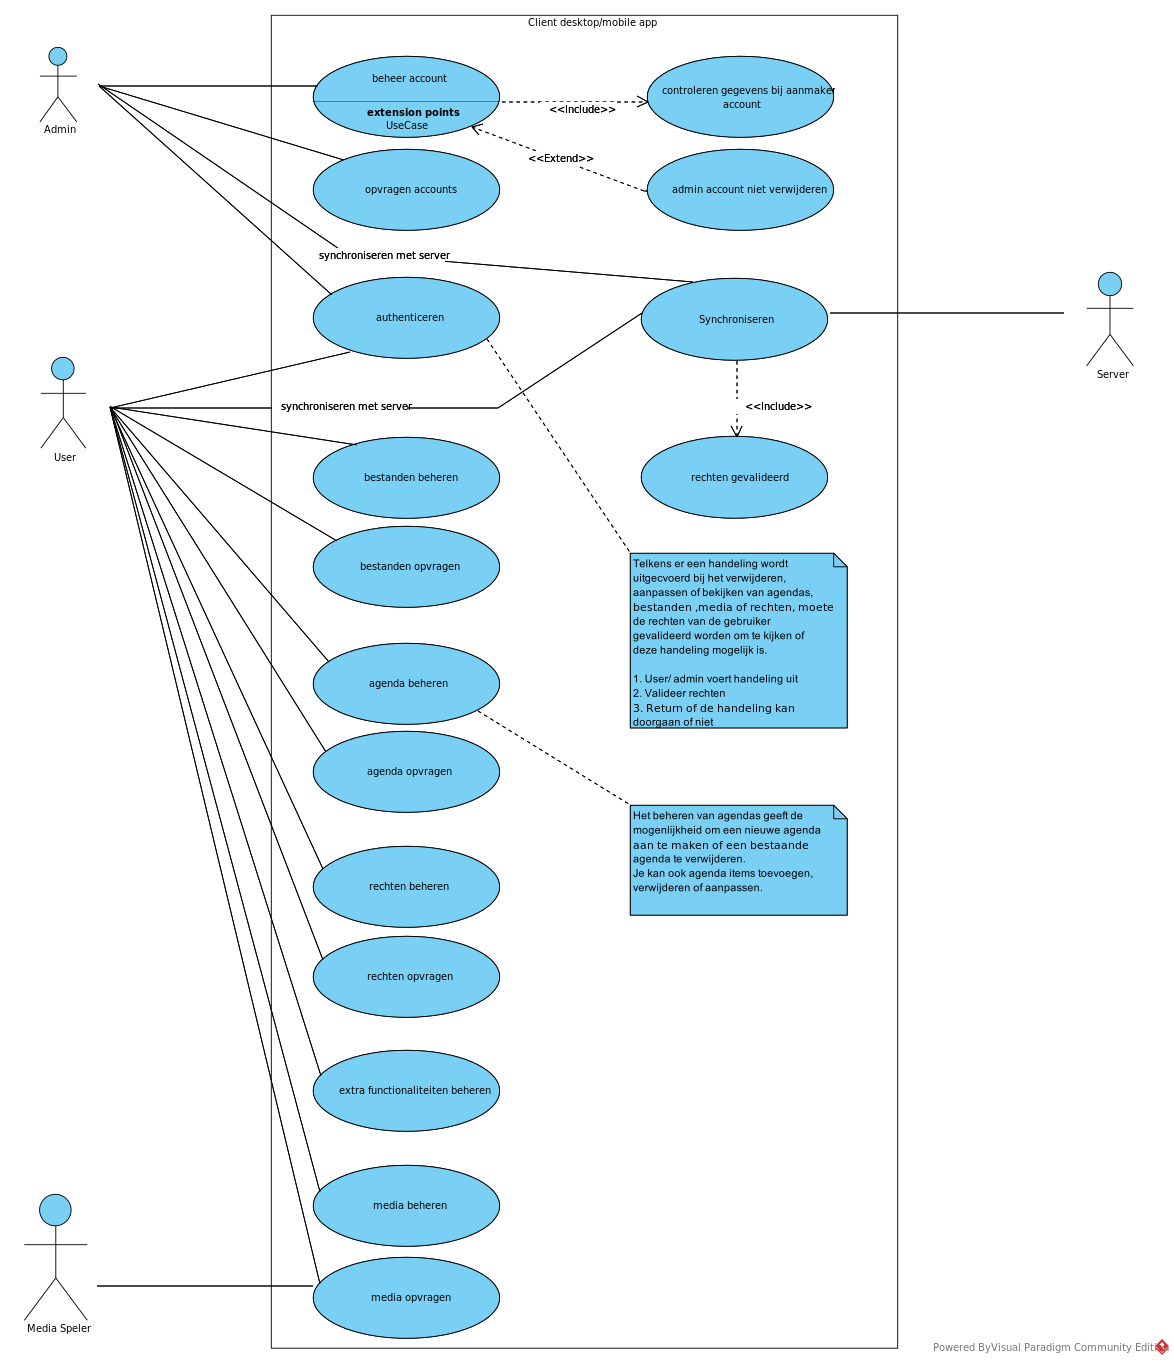 Client desktop/mobile app
Admin
beheer account
extension points
UseCase
<<Include>>
controleren gegevens bij aanmaken
account
<<Extend>>
opvragen accounts
admin account niet verwijderen
synchroniseren met server
authenticeren
Synchroniseren
Server
User
synchroniseren met server
<<Include>>
bestanden beheren
rechten gevalideerd
bestanden opvragen
Telkens er een handeling wordt
uitgecvoerd bij het verwijderen,
aanpassen of bekijken van agendas,
bestanden ,media of rechten, moete
de rechten van de gebruiker
gevalideerd worden om te kijken of
deze handeling mogelijk is.
1. User/ admin voert handeling uit
2. Valideer rechten
3. Return of de handeling kan
doorgaan of niet
agenda beheren
agenda opvragen
Het beheren van agendas geeft de
mogenlijkheid om een nieuwe agenda
aan te maken of een bestaande
agenda te verwijderen.
Je kan ook agenda items toevoegen,
verwijderen of aanpassen.
rechten beheren
rechten opvragen
extra functionaliteiten beheren
media beheren
media opvragen
Media Speler
Powered ByVisual Paradigm Community Edition